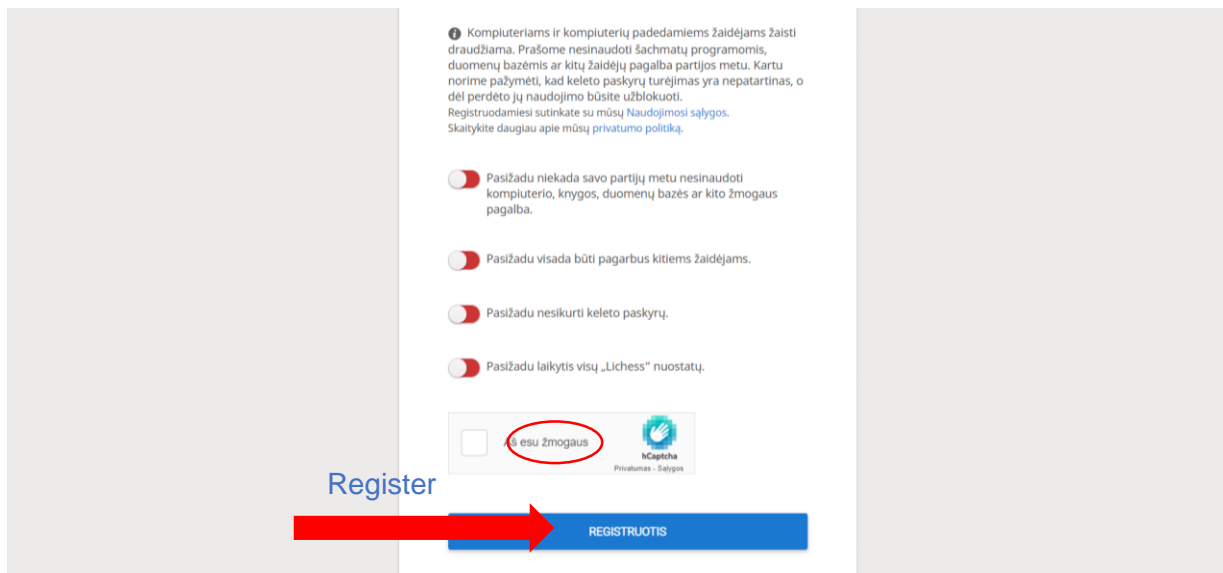 Kompiuteriams ir kompiuterių padedamiems žaidėjams žaisti
draudžiama. Prašome nesinaudoti šachmatų programomis,
duomenų bazėmis ar kitų žaidėjų pagalba partijos metu. Kartu
norime pažymėti, kad keleto paskyrų turėjimas yra nepatartinas, o
dėl perdėto jų naudojimo būsite užblokuoti.
Registruodamiesi sutinkate su mūsų Naudojimosi sąlygos.
Skaitykite daugiau apie mūsų privatumo politiką.
Pasižadu niekada savo partijų metu nesinaudoti
kompiuterio, knygos, duomenų bazės ar kito žmogaus
pagalba.
Pasižadu visada būti pagarbus kitiems žaidėjams.
Pasižadu nesikurti keleto paskyrų.
Pasižadu laikytis visų „Lichess“ nuostatų.
Aš esu žmogaus
hCaptcha
Privatumas - Sąlygos
Register
REGISTRUOTIS